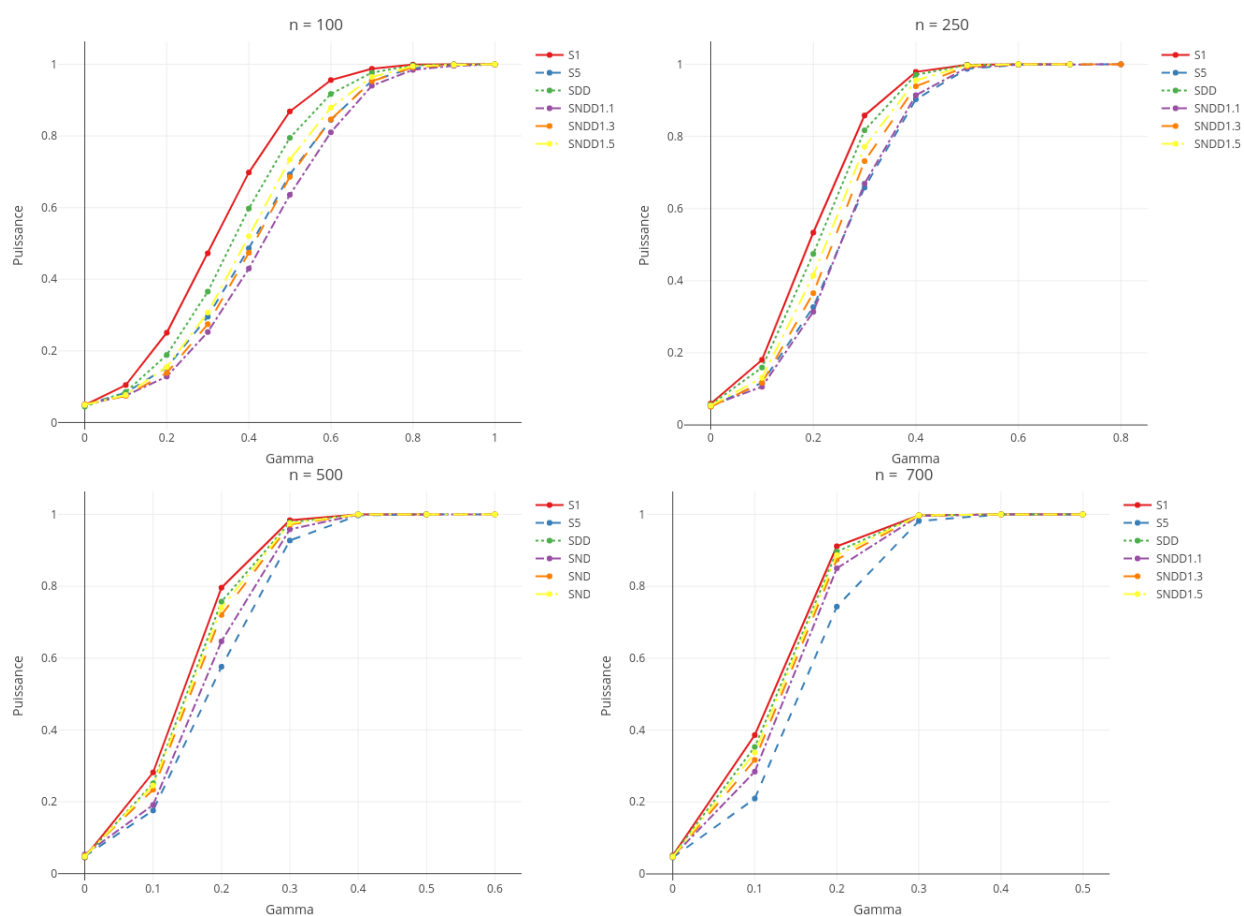 n = 100
S1
S5
SDD
SNDD1.1
SNDD1.3
SNDD1.5
Puissance
1
0.8
0.6
0.4
0.2
0
0 0.2 0.4 0.6 0.8 1
Gamma
n = 250
S1
S5
SDD
SNDD1.1
SNDD1.3
SNDD1.5
Puissance
1
0.8
0.6
0.4
0.2
0
0 0.2 0.4 0.6 0.8
Gamma
n = 500
S1
S5
SDD
SND
SND
SND
Puissance
1
0.8
0.6
0.4
0.2
0
0 0.1 0.2 0.3 0.4 0.5 0.6
Gamma
n = 700
S1
S5
SDD
SNDD1.1
SNDD1.3
SNDD1.5
Puissance
1
0.8
0.6
0.4
0.2
0
0 0.1 0.2 0.3 0.4 0.5
Gamma